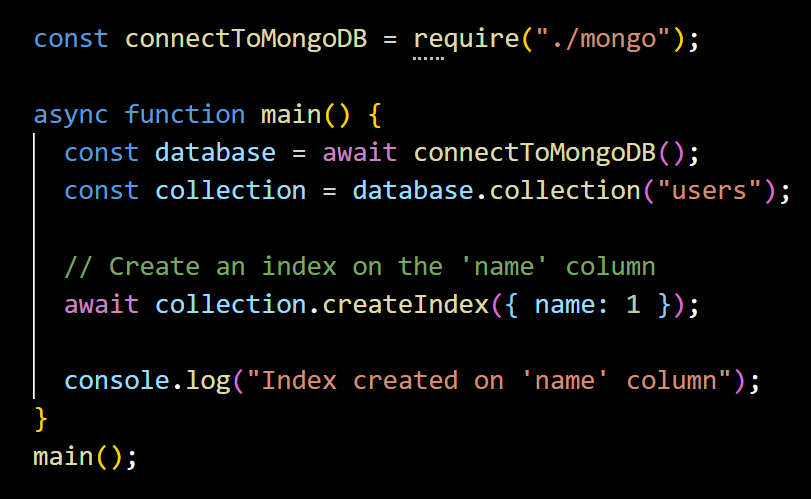 const connectToMongoDB = require("./mongo");
async function main() {
const database = await connectToMongoDB();
const collection = database.collection("users");
// Create an index on the 'name' column
await collection.createIndex({ name: 1 });
console.log("Index created on 'name' column");
}
main();